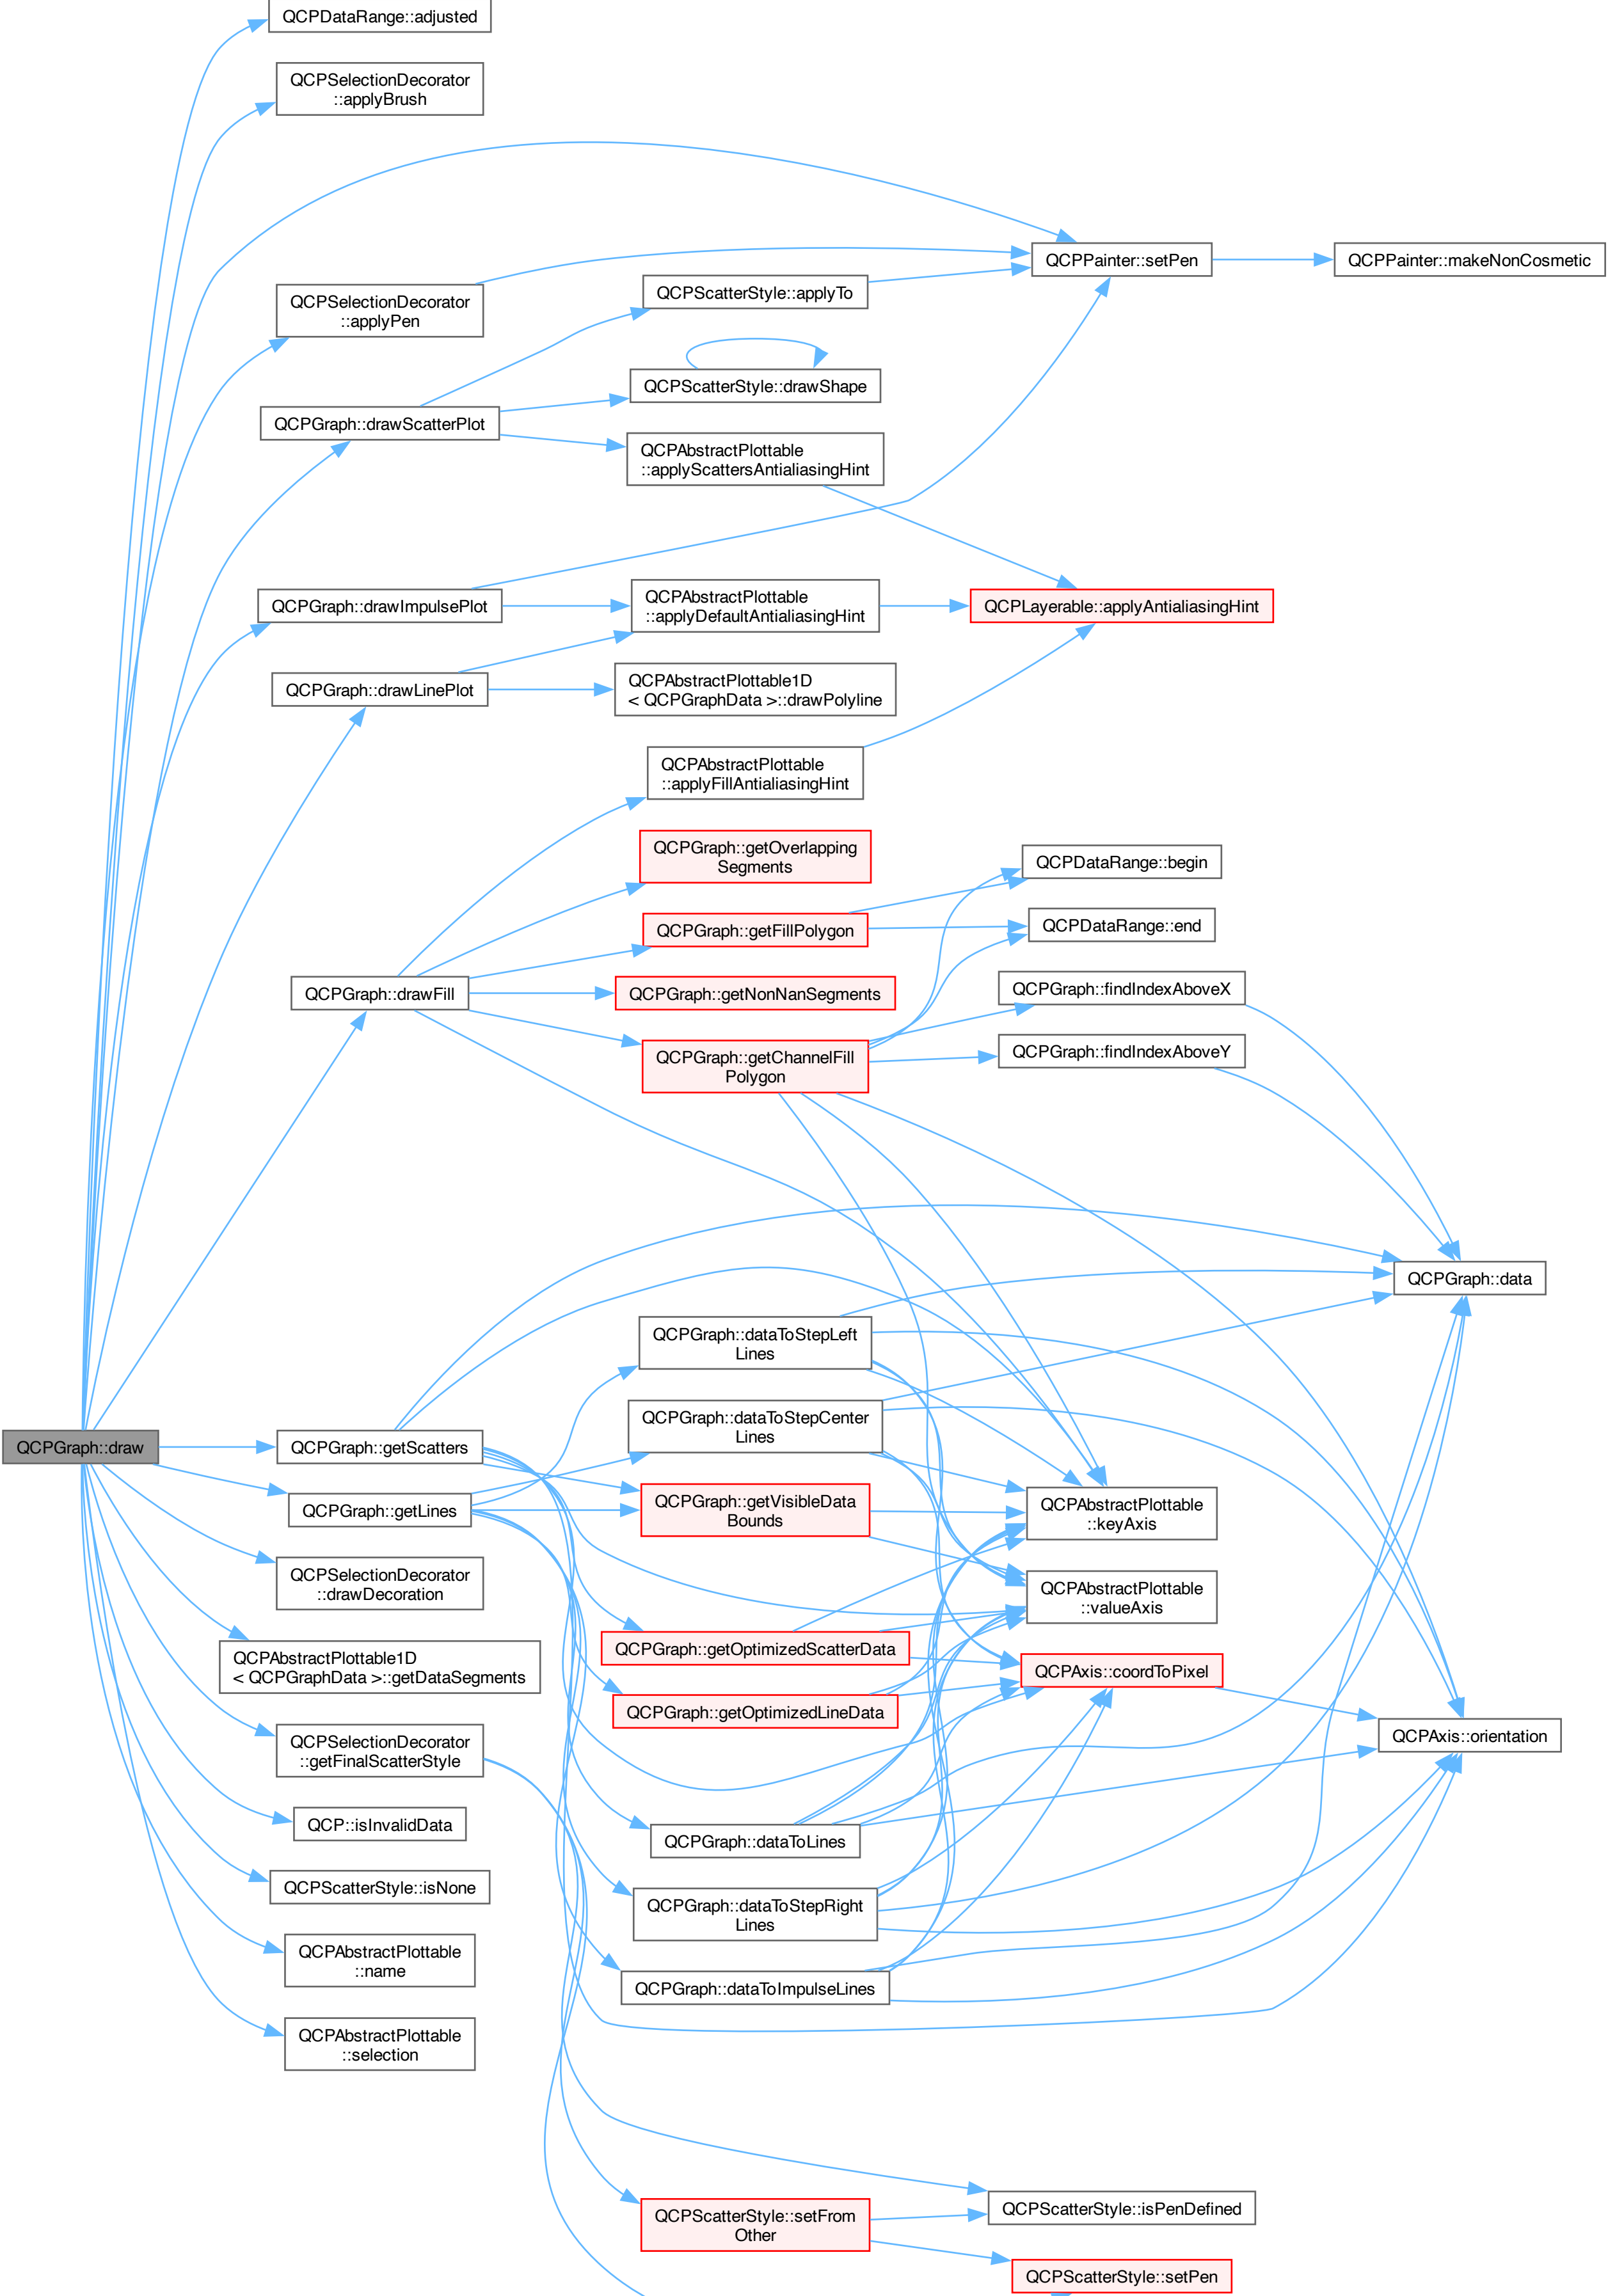 QCPDataRange::adjusted
QCPSelectionDecorator
::applyBrush
QCPPainter::setPen
QCPPainter::makeNonCosmetic
QCPSelectionDecorator
::applyPen
QCPScatterStyle::applyTo
QCPScatterStyle::drawShape
QCPGraph::drawScatterPlot
QCPAbstractPlottable
::applyScattersAntialiasingHint
QCPGraph::drawImpulsePlot
QCPAbstractPlottable
::applyDefaultAntialiasingHint
QCPLayerable::applyAntialiasingHint
QCPGraph::drawLinePlot
QCPAbstractPlottable1D
< QCPGraphData >::drawPolyline
QCPAbstractPlottable
::applyFillAntialiasingHint
QCPGraph::getOverlapping
Segments
QCPDataRange::begin
QCPGraph::getFillPolygon
QCPDataRange::end
QCPGraph::drawFill
QCPGraph::getNonNanSegments
QCPGraph::findIndexAboveX
QCPGraph::getChannelFill
Polygon
QCPGraph::findIndexAboveY
QCPGraph::data
QCPGraph::dataToStepLeft
Lines
QCPGraph::dataToStepCenter
Lines
QCPGraph::draw
QCPGraph::getScatters
QCPGraph::getLines
QCPGraph::getVisibleData
Bounds
QCPAbstractPlottable
::keyAxis
QCPSelectionDecorator
::drawDecoration
QCPAbstractPlottable
::valueAxis
QCPAbstractPlottable1D
< QCPGraphData >::getDataSegments
QCPGraph::getOptimizedScatterData
QCPAxis::coordToPixel
QCPGraph::getOptimizedLineData
QCPAxis::orientation
QCPSelectionDecorator
::getFinalScatterStyle
QCP::isInvalidData
QCPGraph::dataToLines
QCPScatterStyle::isNone
QCPGraph::dataToStepRight
Lines
QCPAbstractPlottable
::name
QCPGraph::dataToImpulseLines
QCPAbstractPlottable
::selection
QCPScatterStyle::setFrom
Other
QCPScatterStyle::isPenDefined
QCPScatterStyle::setPen